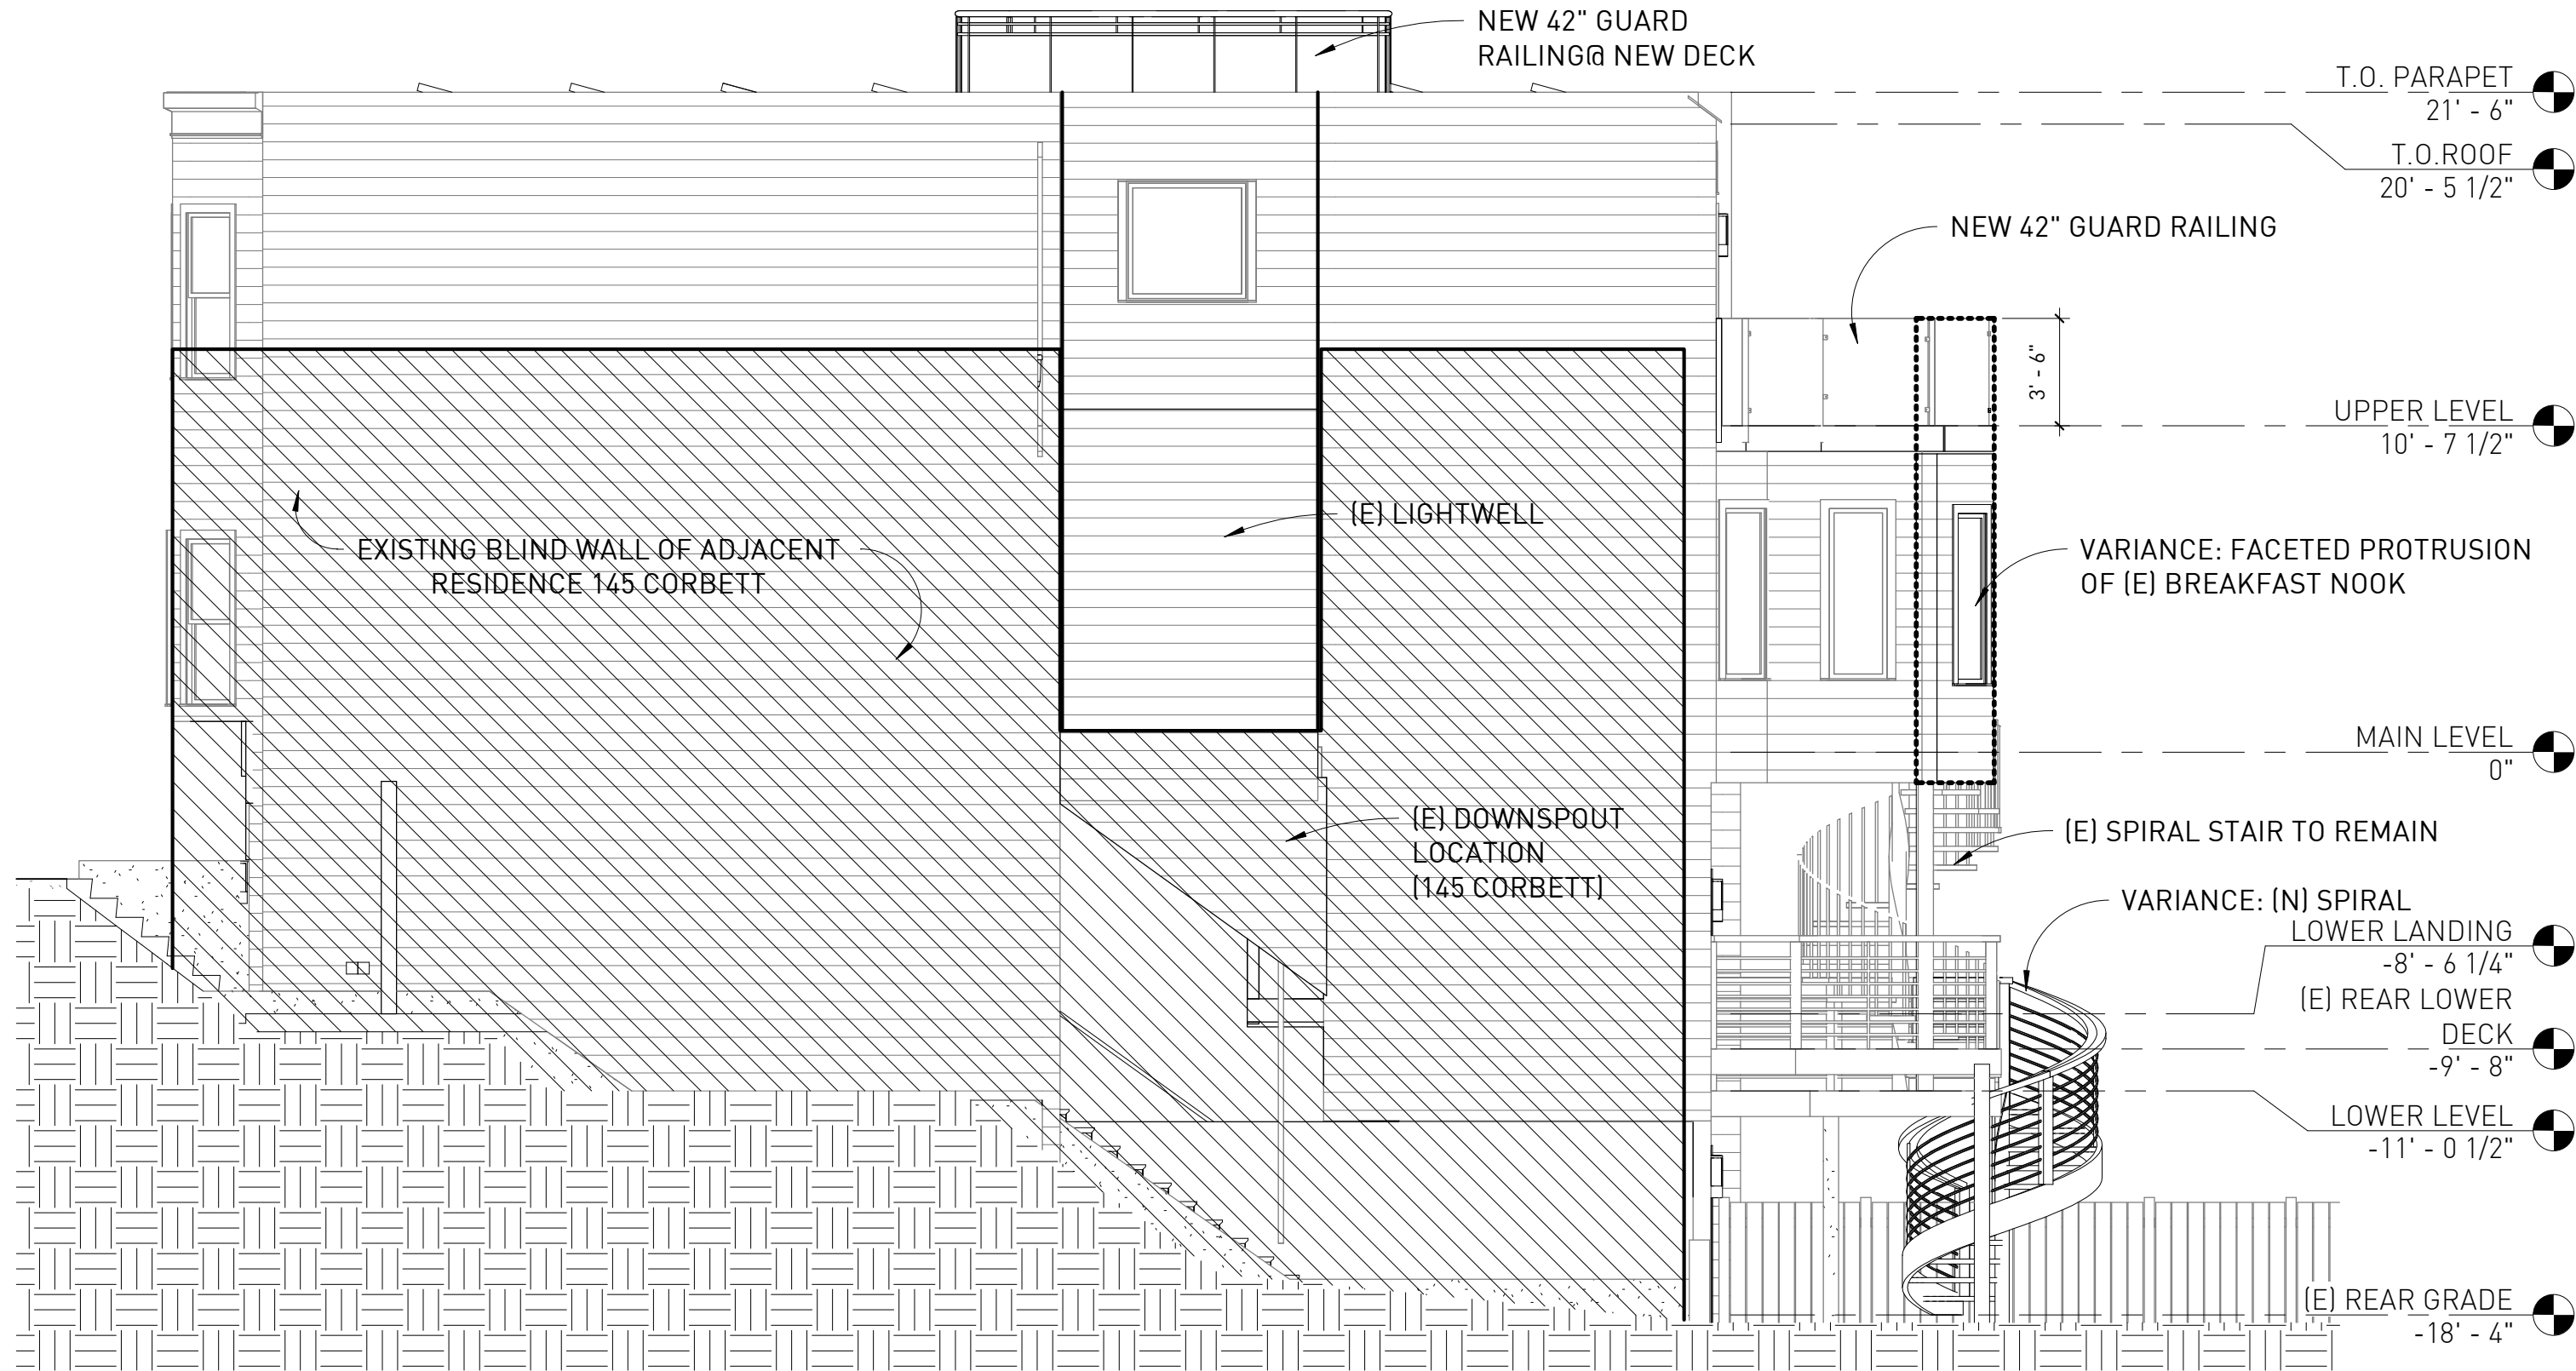 NEW 42" GUARD
RAILING@ NEW DECK
T.O. PARAPET
21' - 6"
T.O.ROOF
20' - 5 1/2"
NEW 42" GUARD RAILING
3' - 6"
UPPER LEVEL
10' - 7 1/2"
(E) LIGHTWELL
EXISTING BLIND WALL OF ADJACENT
RESIDENCE 145 CORBETT
VARIANCE: FACETED PROTRUSION
OF (E) BREAKFAST NOOK
MAIN LEVEL
0"
(E) DOWNSPOUT
LOCATION
(145 CORBETT)
(E) SPIRAL STAIR TO REMAIN
VARIANCE: (N) SPIRAL
LOWER LANDING
-8' - 6 1/4"
(E) REAR LOWER
DECK
-9' - 8"
LOWER LEVEL
-11' - 0 1/2"
(E) REAR GRADE
-18' - 4"